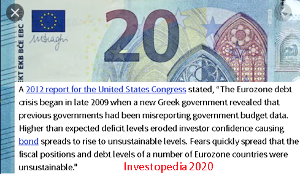 20
EKT EKP BCE EBC
A 2012 report for the United States Congress stated, "The Eurozone debt
crisis began in late 2009 when a new Greek government revealed that
previous governments had been misreporting government budget data.
Higher than expected deficit levels eroded investor confidence causing
bond spreads to rise to unsustainable levels. Fears quickly spread that the
fiscal positions and debt levels of a number of Eurozone countries were
unsustainable."
Investopedia 2020